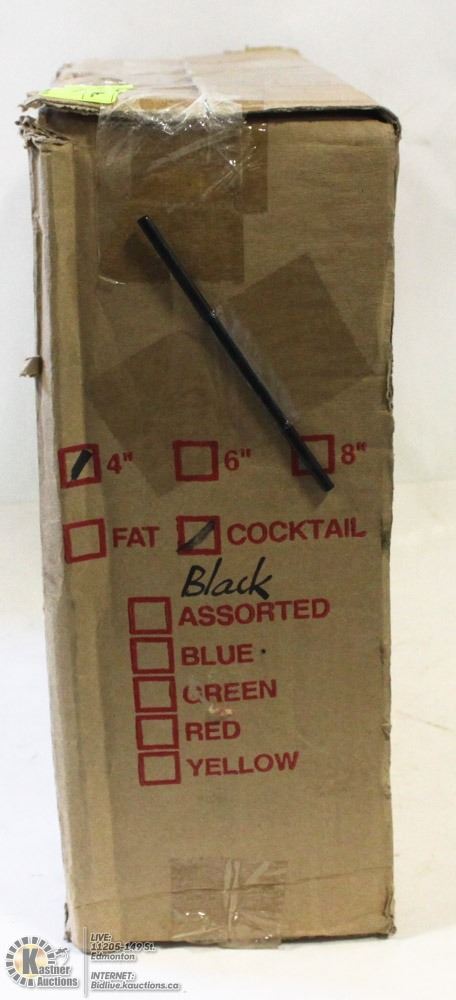 4" 6" 8"
FAT COCKTAIL
Black
ASSORTED
BLUE
GREEN
RED
YELLOW
Kastner
Auctions
LIVE:
11205-149 St.
Edmonton
INTERNET:
Bidlive.kauctions.ca